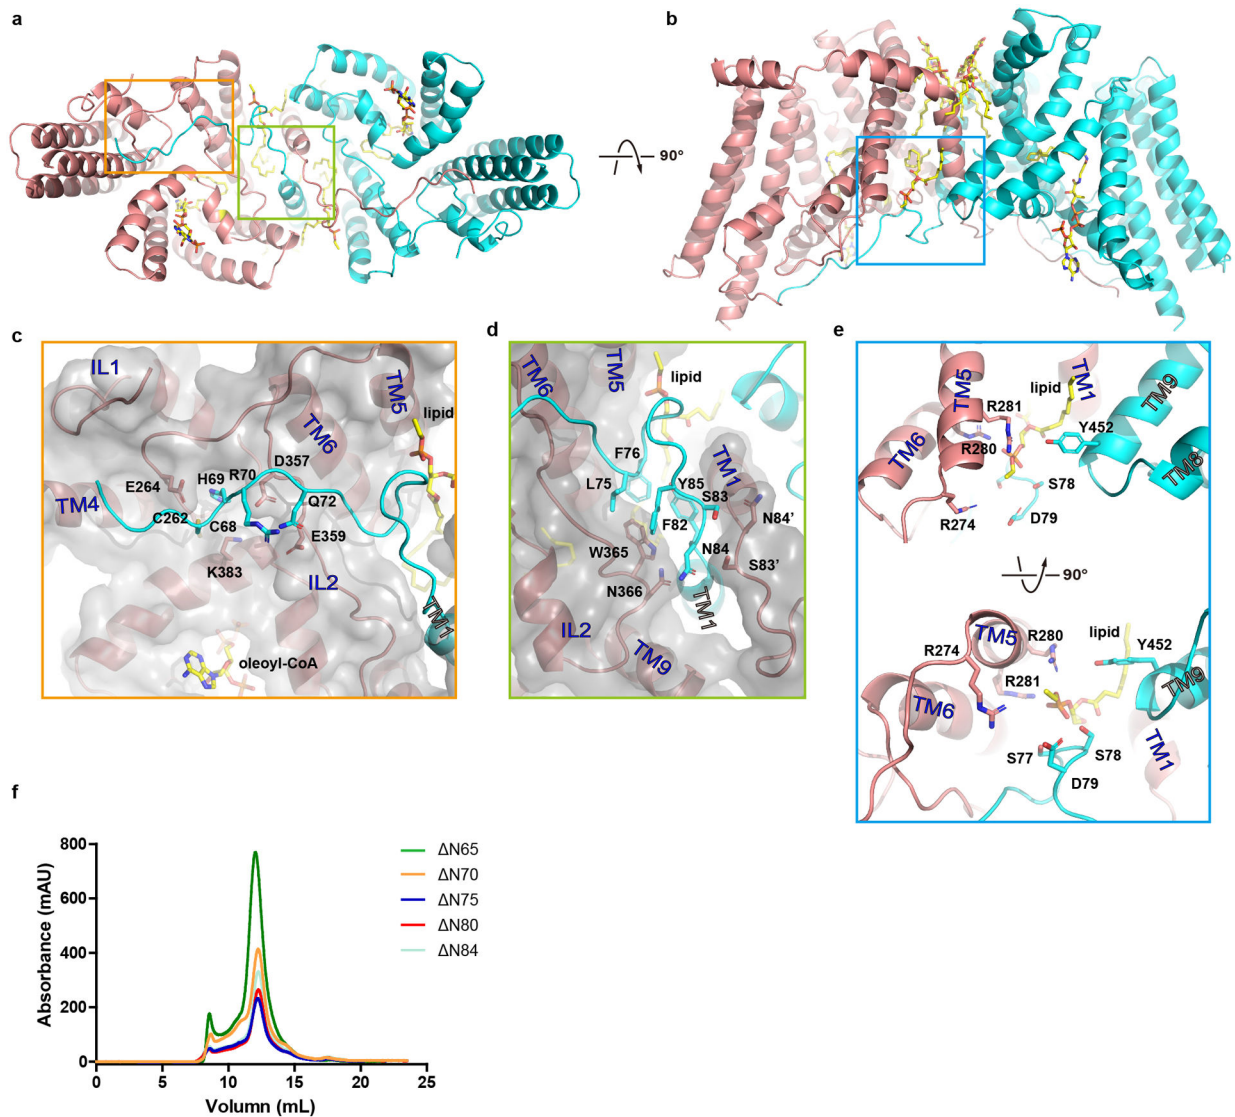 a
90°
b
c
IL1
TM5
lipid
TM6
D357
E264
H69
R70
TM4
Q72
C262
C68
E359
K383
IL2
TM1
oleoyl-CoA
d
TM5
lipid
TM6
F76
TM1
L75
Y85
S83
F82
N84'
W365
N84
S83'
N366
TM1
IL2
TM9
e
TM1
TM9
TM5
R281
Y452
TM6
R280
TM8
S78
R274
D79
90°
TM5
R280
lipid
Y452
R274
R281
TM9
TM6
TM1
S77
S78
D79
f
800
600
400
200
0
Absorbance (mAU)
0 5 10 15 20 25
Volumn (mL)
ΔN65
ΔN70
ΔN75
ΔN80
ΔN84